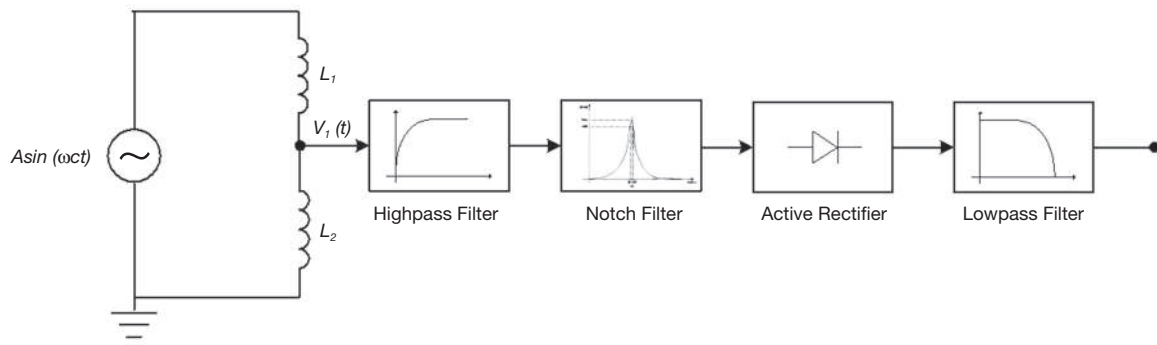 L1
V1 (t)
Asin (ωct)
L2
Highpass Filter
Notch Filter
Active Rectifier
Lowpass Filter